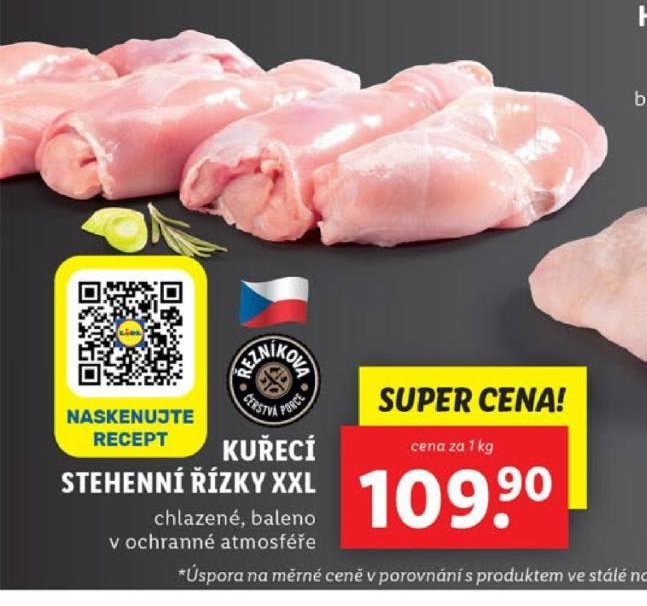 LIDL
NASKENUJTE
RECEPT
ŘEZNÍKOVA
ČERSTVÁ PORCE
KUŘECÍ
STEHENNÍ ŘÍZKY XXL
chlazené, baleno
v ochranné atmosféře
SUPER CENA!
cena za 1 kg
109.90
*Úspora na měrné ceně v porovnání s produktem ve stálé